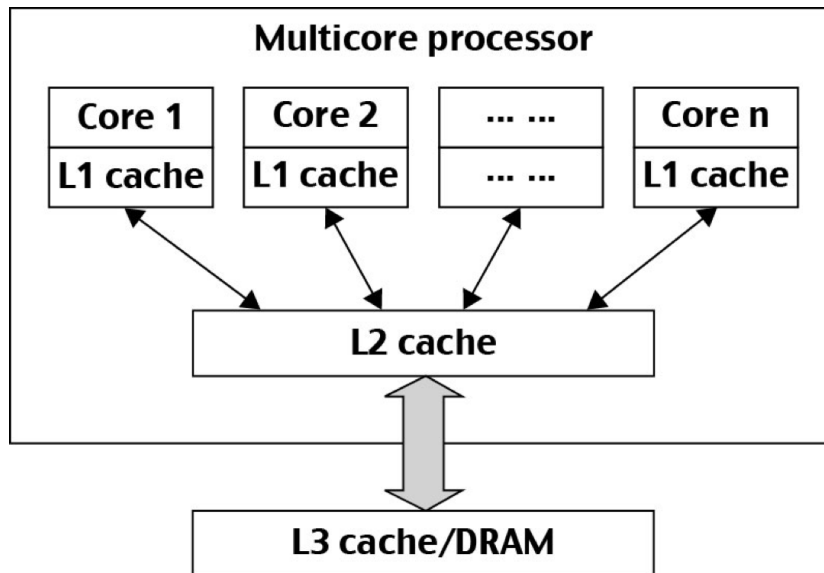 Multicore processor
Core 1
L1 cache
Core 2
L1 cache
... ...
... ...
Core n
L1 cache
L2 cache
L3 cache/DRAM